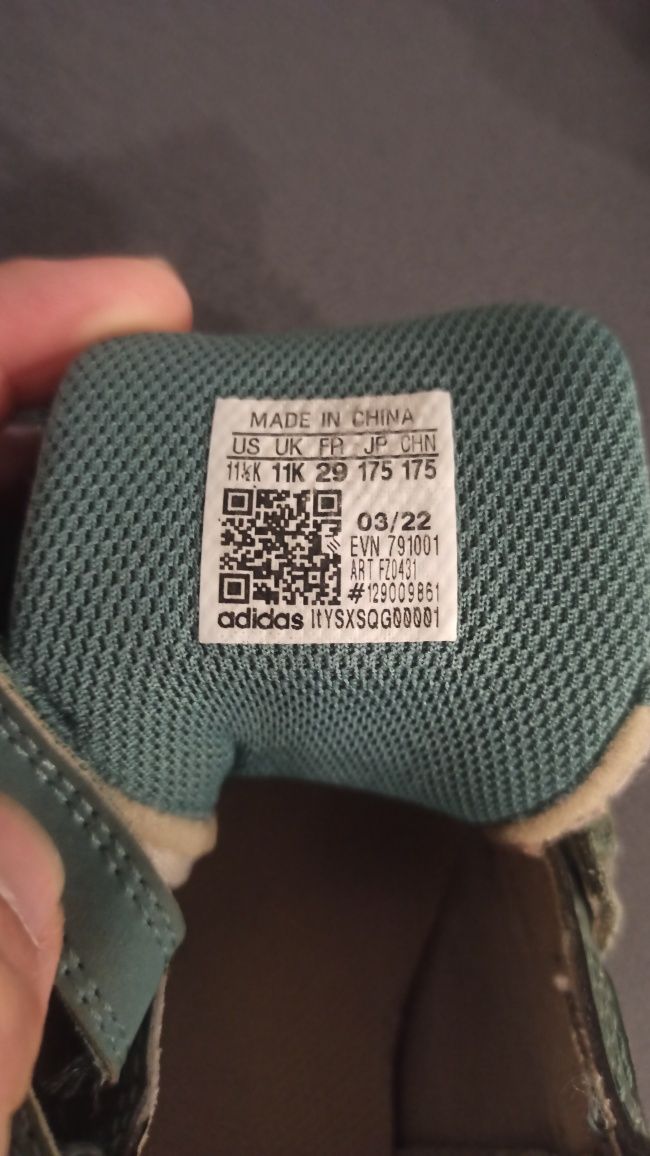 MADE IN CHINA
US UK FR JP CHN
11½K 11K 29 175 175
03/22
EVN 791001
ART FZ0431
#129009861
adidas ItYSXSQG00001